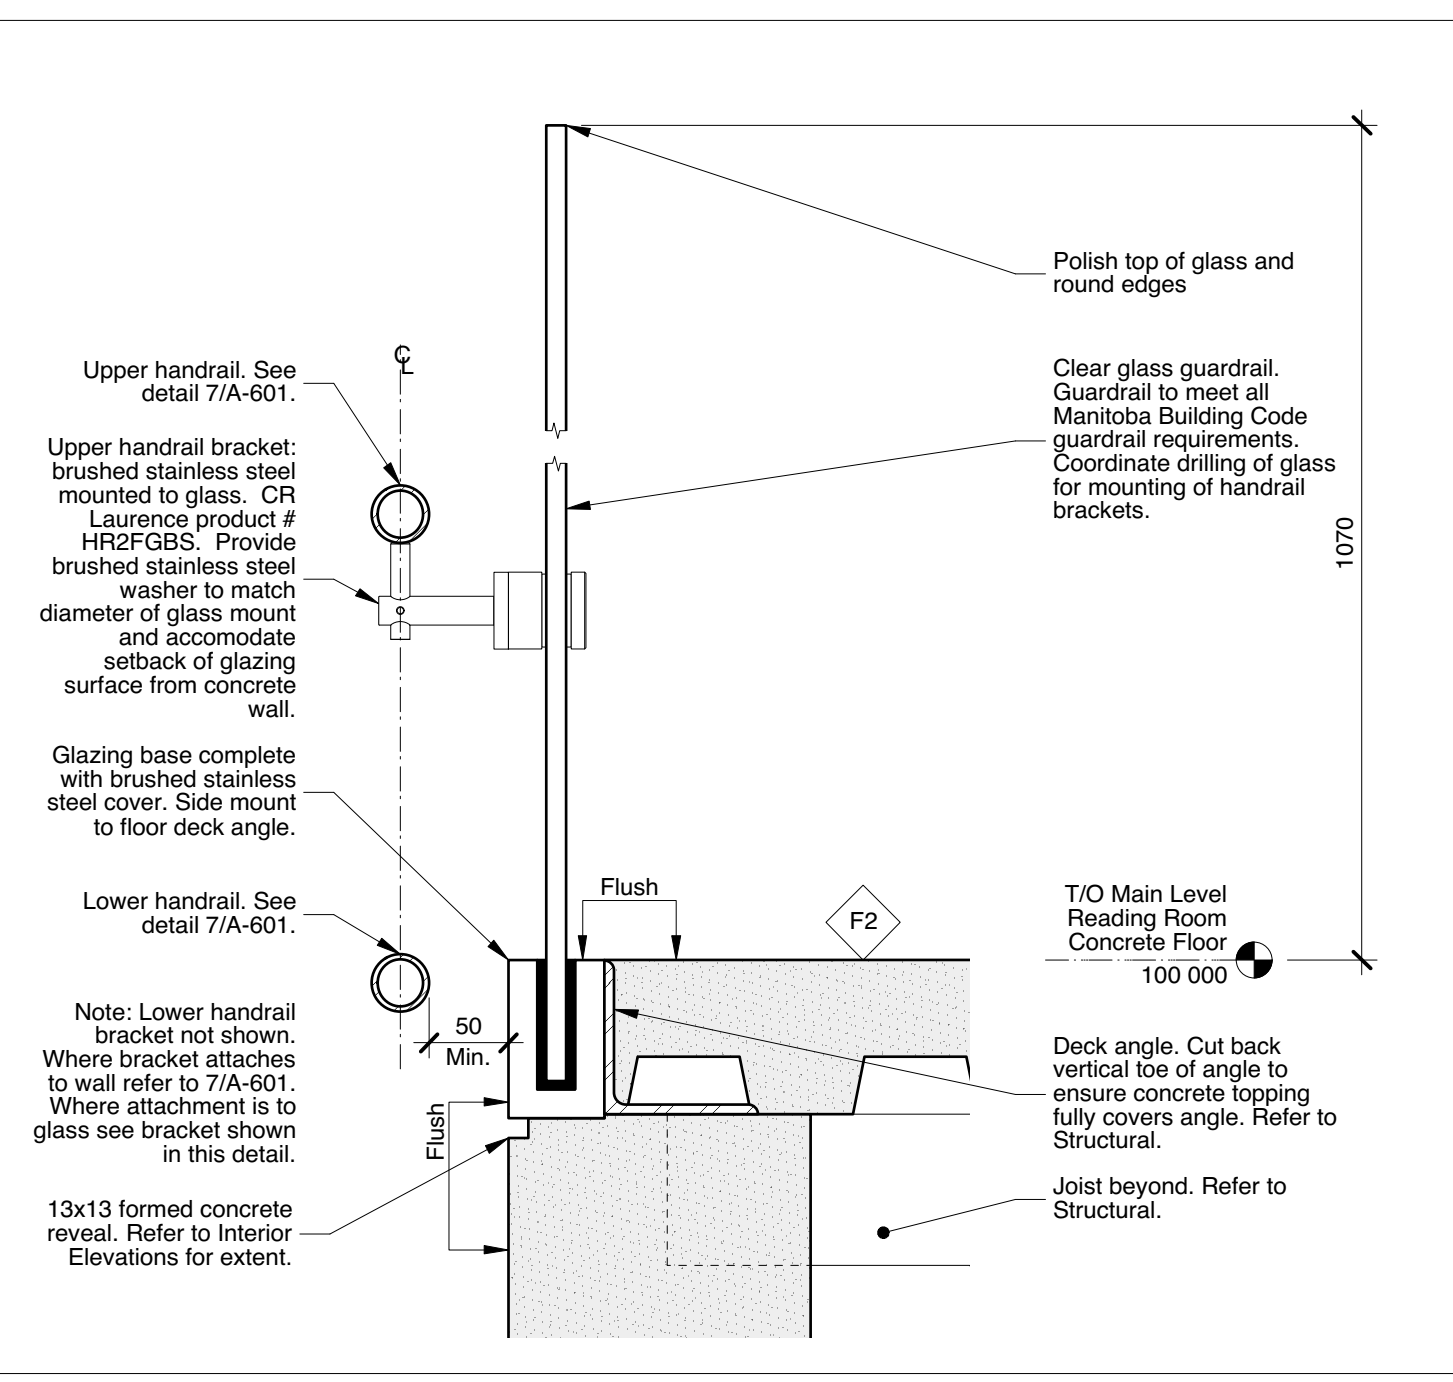 Polish top of glass and
round edges
Clear glass guardrail.
Guardrail to meet all
Manitoba Building Code
guardrail requirements.
Coordinate drilling of glass
for mounting of handrail
brackets.
1070
℄
Upper handrail. See
detail 7/A-601.
Upper handrail bracket:
brushed stainless steel
mounted to glass.  CR
Laurence product #
HR2FGBS.  Provide
brushed stainless steel
washer to match
diameter of glass mount
and accomodate
setback of glazing
surface from concrete
wall.
Glazing base complete
with brushed stainless
steel cover. Side mount
to floor deck angle.
Lower handrail. See
detail 7/A-601.
Note: Lower handrail
bracket not shown.
Where bracket attaches
to wall refer to 7/A-601.
Where attachment is to
glass see bracket shown
in this detail.
13x13 formed concrete
reveal. Refer to Interior
Elevations for extent.
Flush
F2
50
Min.
Flush
T/O Main Level
Reading Room
Concrete Floor
100 000
Deck angle. Cut back
vertical toe of angle to
ensure concrete topping
fully covers angle. Refer to
Structural.
Joist beyond. Refer to
Structural.